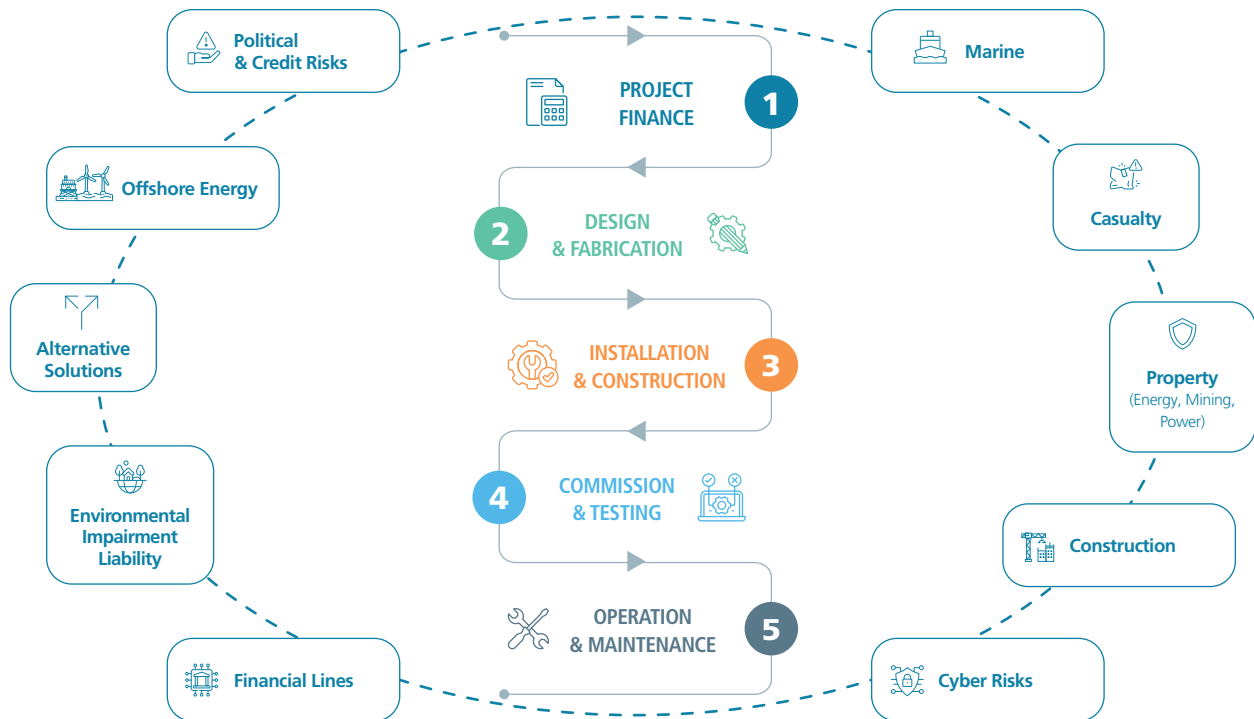 Political
& Credit Risks
Marine
PROJECT
FINANCE
1
Offshore Energy
Casualty
2
DESIGN
& FABRICATION
Alternative
Solutions
INSTALLATION
& CONSTRUCTION
3
Property
(Energy, Mining,
Power)
Environmental
Impairment
Liability
4
COMMISSION
& TESTING
Construction
OPERATION
& MAINTENANCE
5
Financial Lines
Cyber Risks